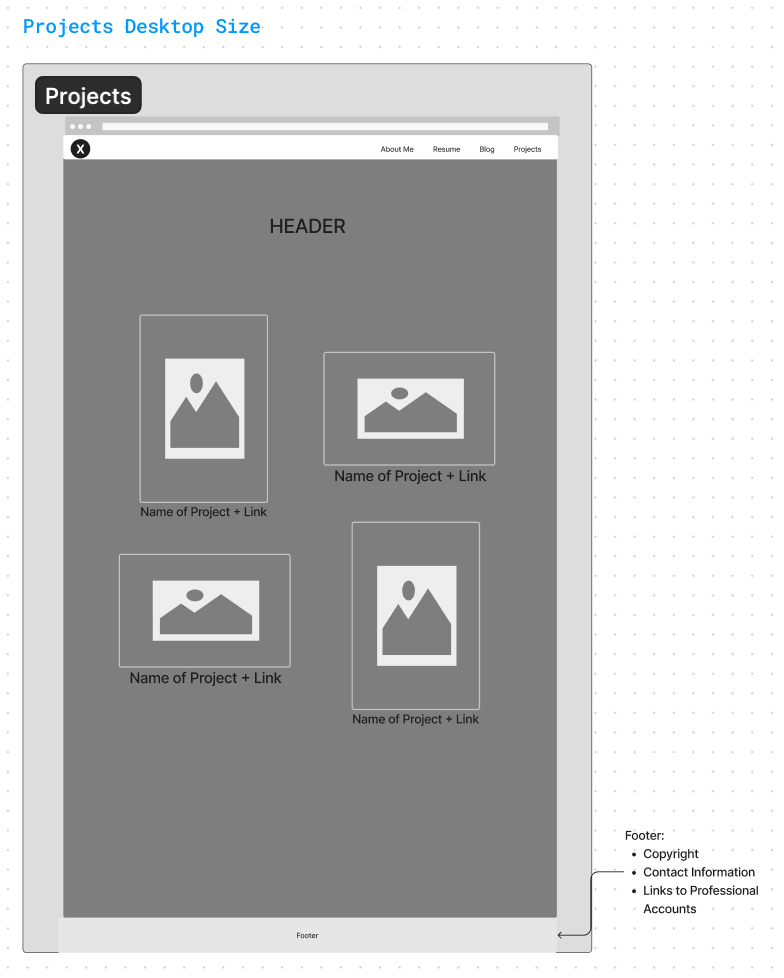 Projects Desktop Size
Projects
X
About Me Resume Blog Projects
HEADER
Name of Project + Link
Name of Project + Link
Name of Project + Link
Name of Project + Link
Footer:
• Copyright
• Contact Information
• Links to Professional
Accounts
Footer